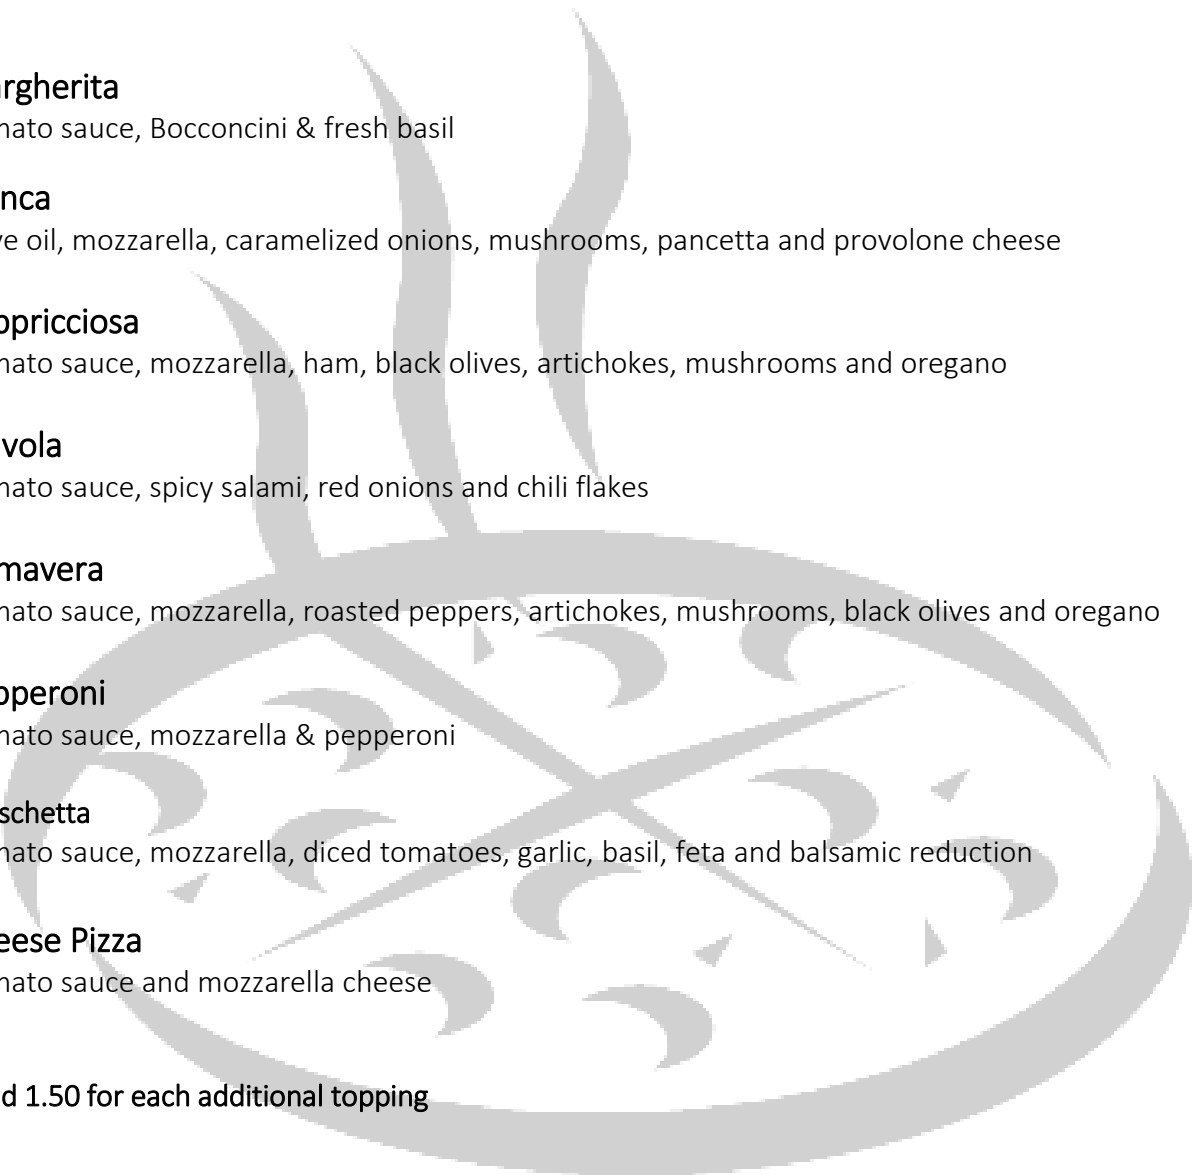 rgherita
nato sauce, Bocconcini & fresh basil
nca
ve oil, mozzarella, caramelized onions, mushrooms, pancetta and provolone cheese
ppricciosa
nato sauce, mozzarella, ham, black olives, artichokes, mushrooms and oregano
vola
nato sauce, spicy salami, red onions and chili flakes
mavera
nato sauce, mozzarella, roasted peppers, artichokes, mushrooms, black olives and oregano
pperoni
nato sauce, mozzarella & pepperoni
schetta
nato sauce, mozzarella, diced tomatoes, garlic, basil, feta and balsamic reduction
eese Pizza
nato sauce and mozzarella cheese
d 1.50 for each additional topping